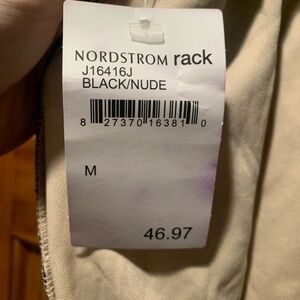 NORDSTROM rack
J16416J
BLACK/NUDE
8 27370 16381 0
M
46.97